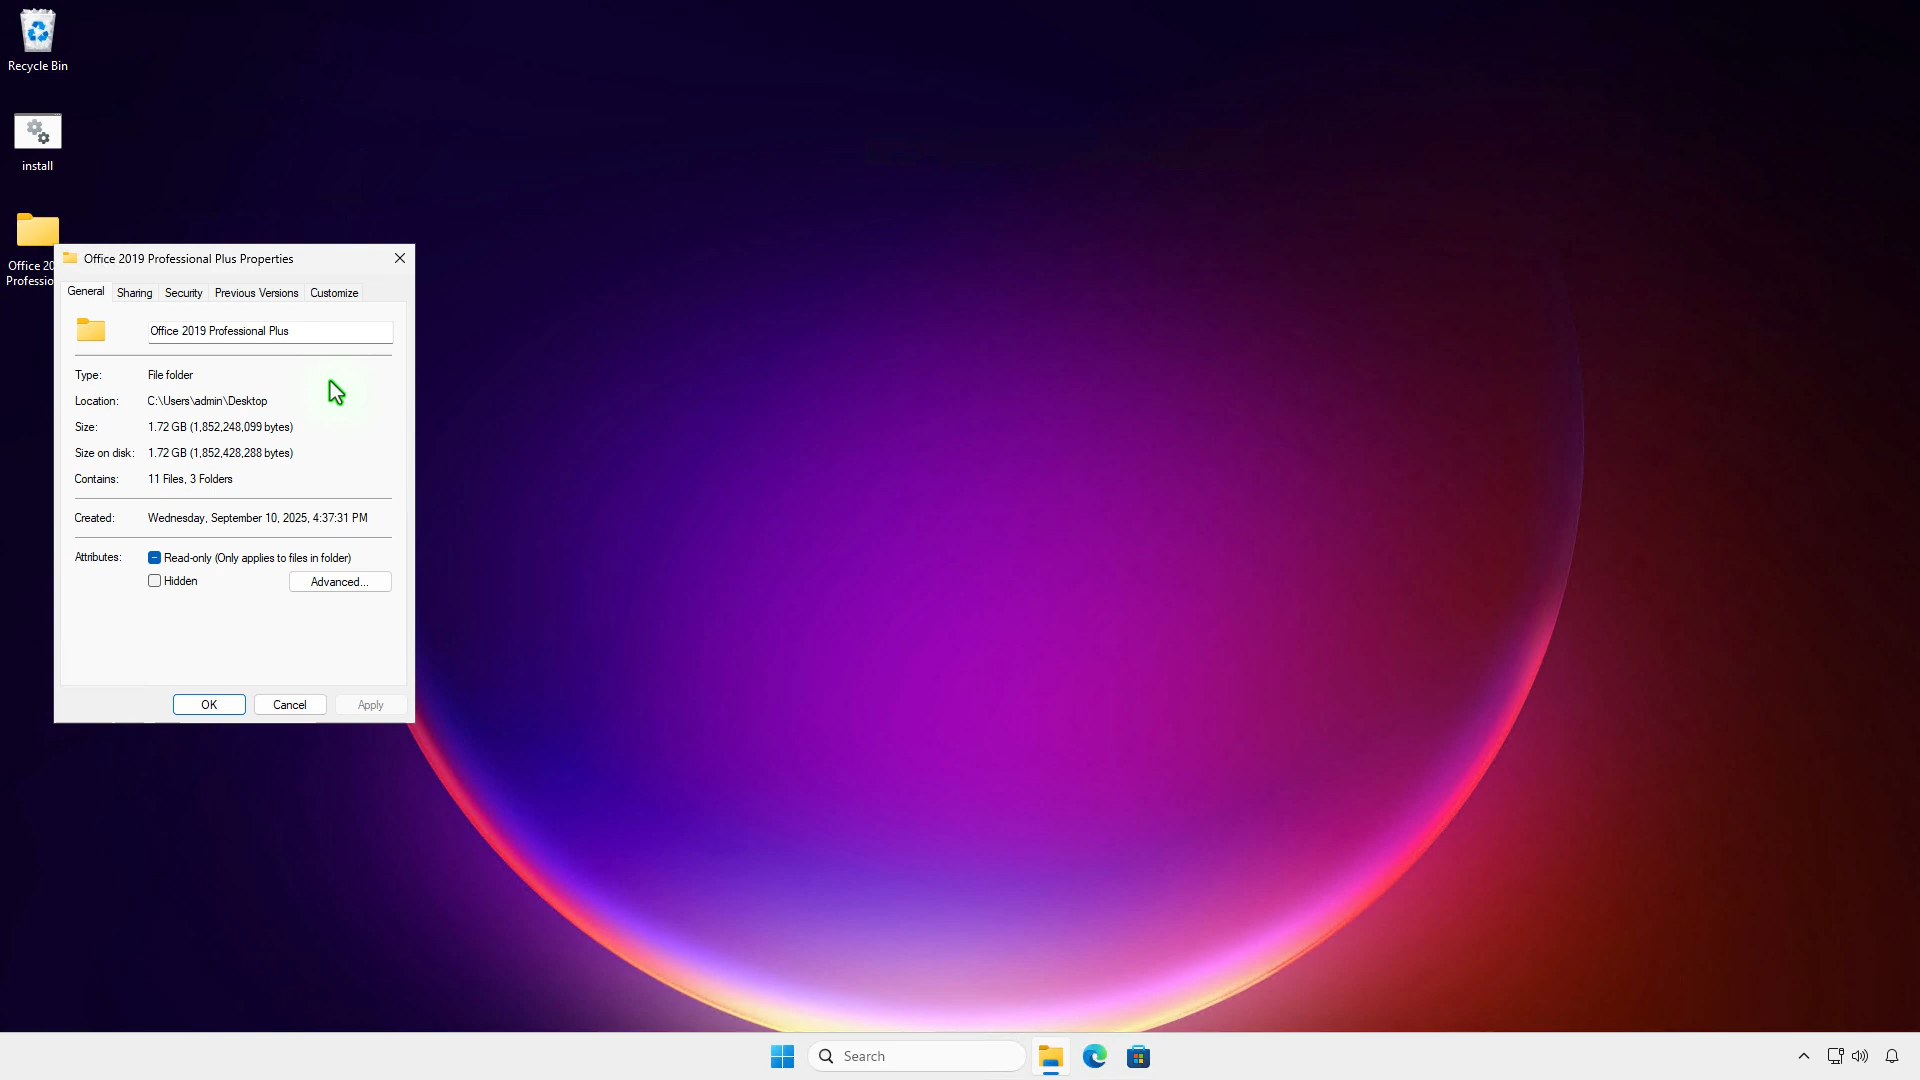 Recycle Bin
install
Office 20
Professio
Office 2019 Professional Plus Properties
General Sharing Security Previous Versions Customize
Office 2019 Professional Plus
Type: File folder
Location: C:\Users\admin\Desktop
Size: 1.72 GB (1,852,248,099 bytes)
Size on disk: 1.72 GB (1,852,428,288 bytes)
Contains: 11 Files, 3 Folders
Created: Wednesday, September 10, 2025, 4:37:31 PM
Attributes: Read-only (Only applies to files in folder)
Hidden Advanced...
OK Cancel Apply
Search